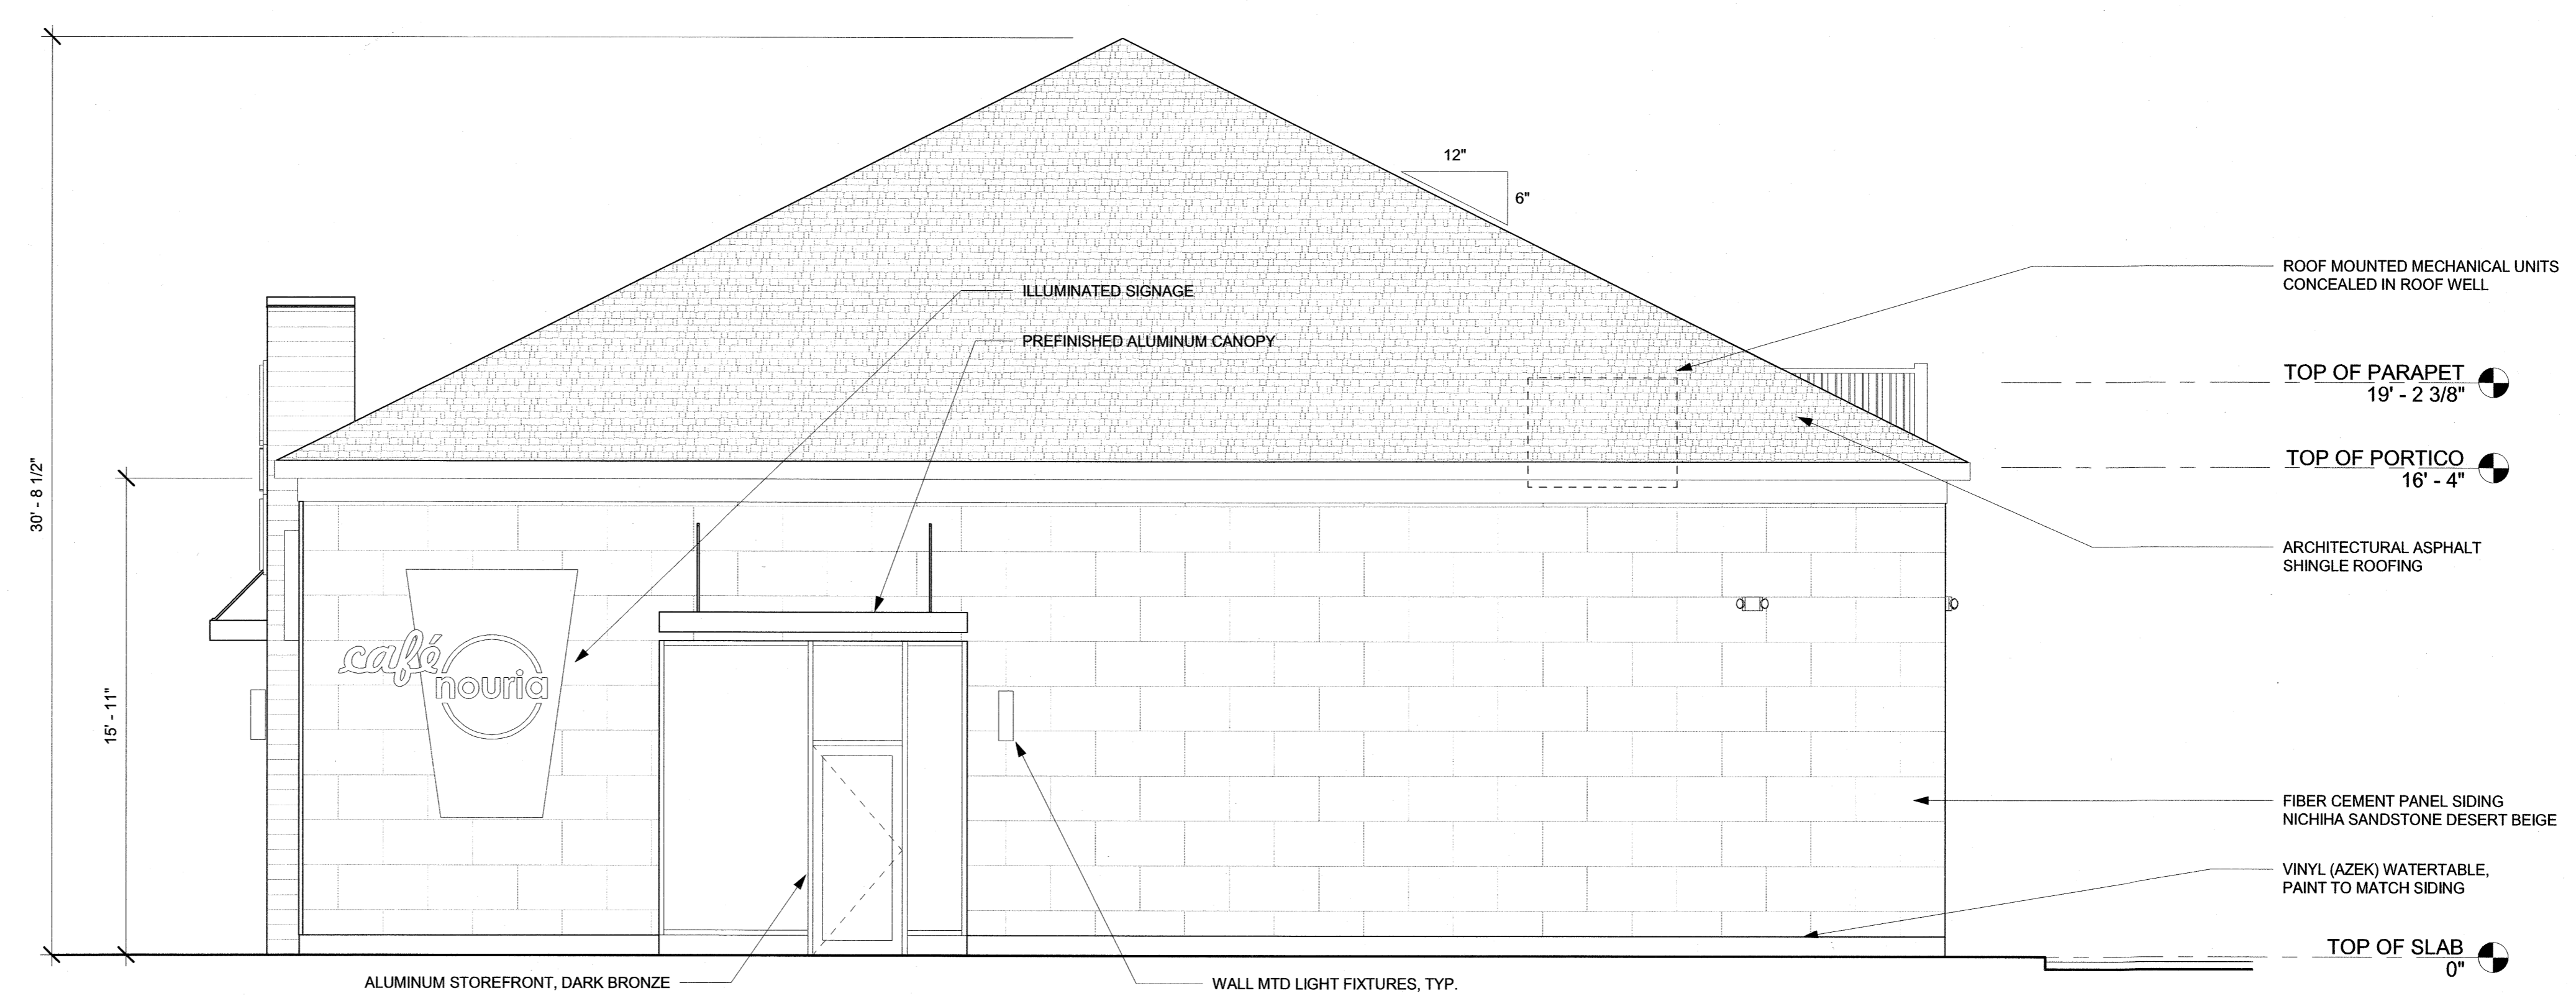 12"
6"
ROOF MOUNTED MECHANICAL UNITS
CONCEALED IN ROOF WELL
ILLUMINATED SIGNAGE
PREFINISHED ALUMINUM CANOPY
TOP OF PARAPET
19' - 2 3/8"
TOP OF PORTICO
16' - 4"
30' - 8 1/2"
15' - 11"
ARCHITECTURAL ASPHALT
SHINGLE ROOFING
café
nouria
FIBER CEMENT PANEL SIDING
NICHIHA SANDSTONE DESERT BEIGE
VINYL (AZEK) WATERTABLE,
PAINT TO MATCH SIDING
TOP OF SLAB
0"
ALUMINUM STOREFRONT, DARK BRONZE
WALL MTD LIGHT FIXTURES, TYP.